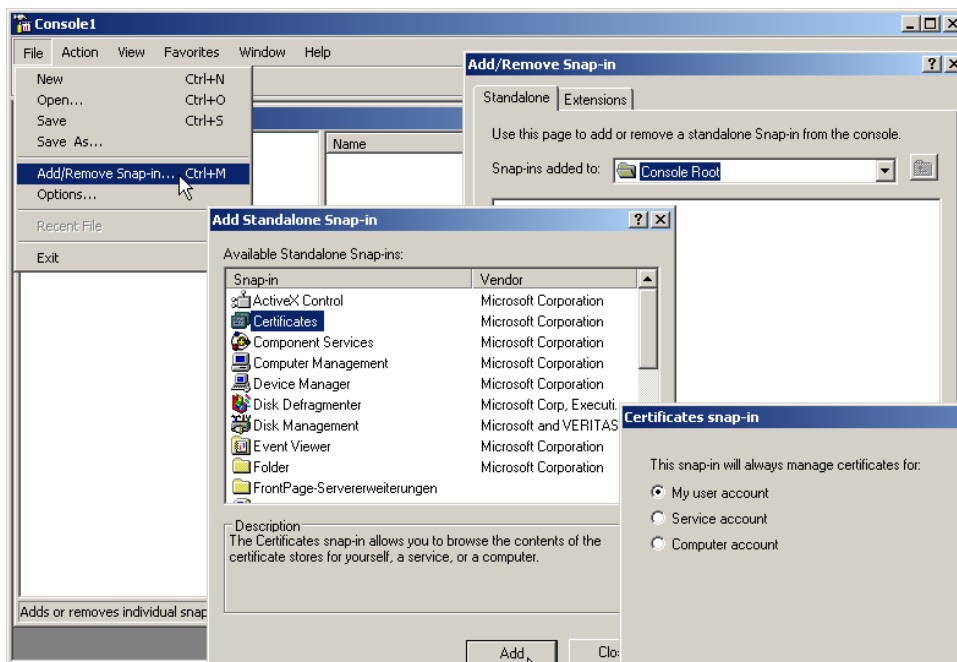 Console1
File Action View Favorites Window Help
New Ctrl+N
Open... Ctrl+O
Save Ctrl+S
Save As...
Add/Remove Snap-in... Ctrl+M
Options...
Recent File
Exit
Name
Adds or removes individual snap
Add/Remove Snap-in
Standalone Extensions
Use this page to add or remove a standalone Snap-in from the console.
Snap-ins added to: Console Root
Add Standalone Snap-in
Available Standalone Snap-ins:
Snap-in Vendor
ActiveX Control Microsoft Corporation
Certificates Microsoft Corporation
Component Services Microsoft Corporation
Computer Management Microsoft Corporation
Device Manager Microsoft Corporation
Disk Defragmenter Microsoft Corp, Executi.
Disk Management Microsoft and VERITAS
Event Viewer Microsoft Corporation
Folder Microsoft Corporation
FrontPage-Servererweiterungen
Description
The Certificates snap-in allows you to browse the contents of the
certificate stores for yourself, a service, or a computer.
Add Clo
Certificates snap-in
This snap-in will always manage certificates for:
My user account
Service account
Computer account